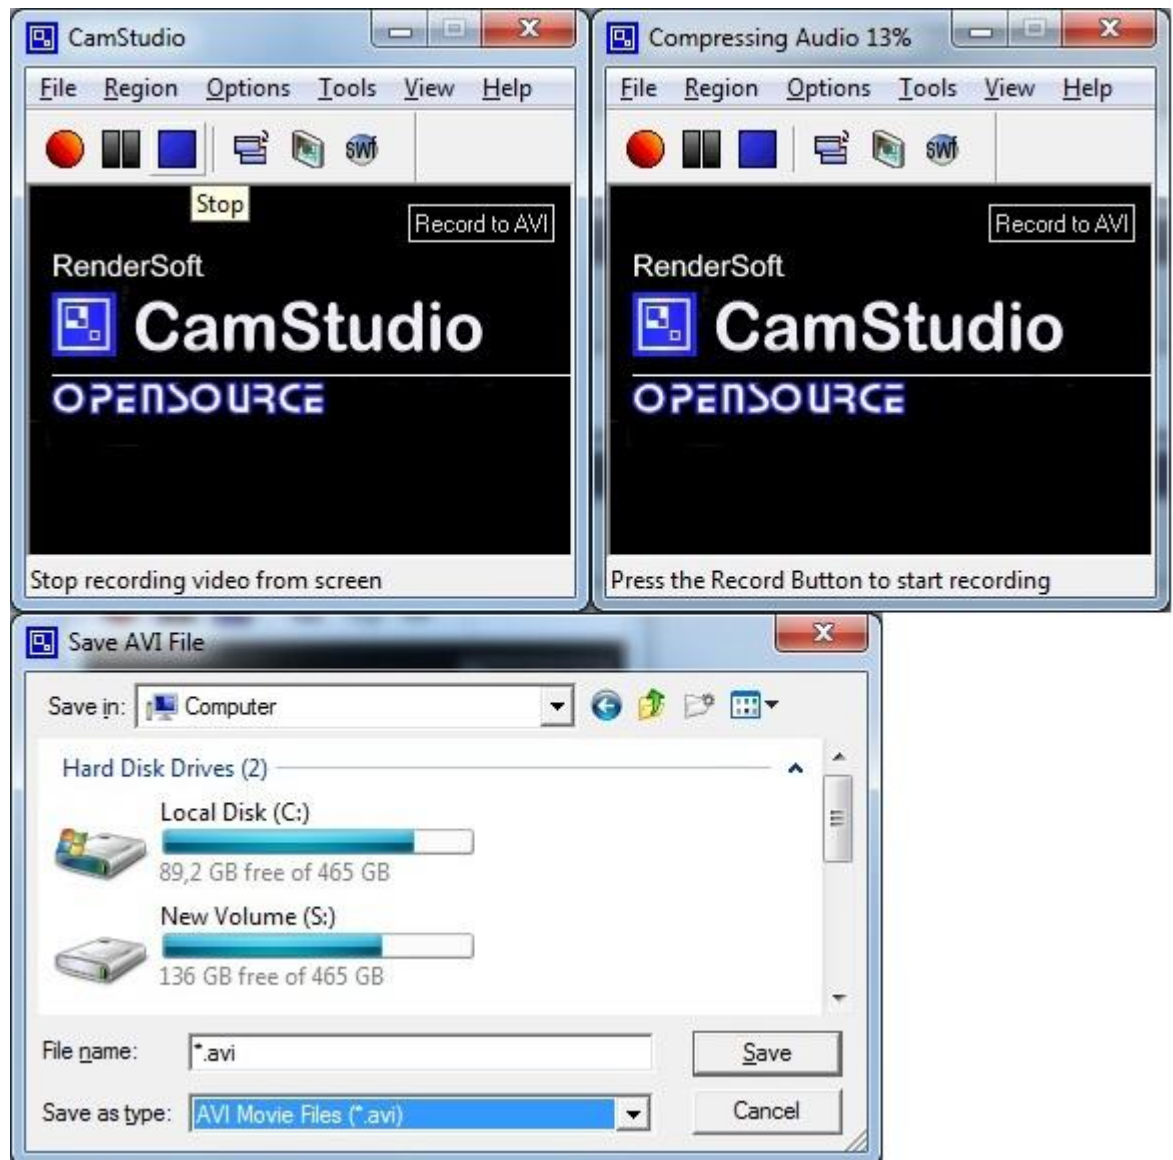 CamStudio
File Region Options Tools View Help
swf
Stop
Record to AVI
RenderSoft
CamStudio
OPENSOURCE
Stop recording video from screen
Compressing Audio 13%
File Region Options Tools View Help
swf
Record to AVI
RenderSoft
CamStudio
OPENSOURCE
Press the Record Button to start recording
Save AVI File
Save in: Computer
Hard Disk Drives (2)
Local Disk (C:)
89,2 GB free of 465 GB
New Volume (S:)
136 GB free of 465 GB
File name: *.avi Save
Save as type: AVI Movie Files (*.avi) Cancel